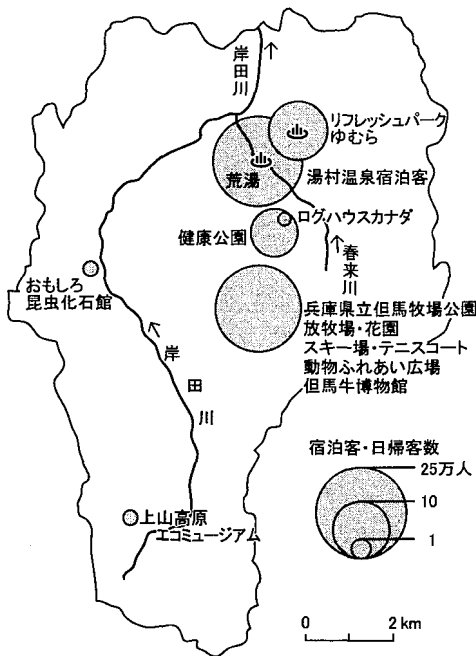 岸田川
リフレッシュパーク
ゆむら
荒湯
湯村温泉宿泊客
ログハウスカナダ
健康公園
春来川
おもしろ
昆虫化石館
兵庫県立但馬牧場公園
放牧場・花園
スキー場・テニスコート
動物ふれあい広場
但馬牛博物館
岸田川
宿泊客・日帰客数
25万人
10
1
上山高原
エコミュージアム
0 2km